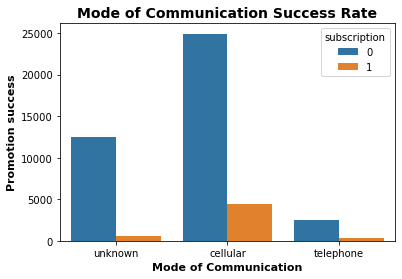 Mode of Communication Success Rate
subscription
0
1
25000
20000
15000
10000
5000
0
Promotion success
unknown
cellular
telephone
Mode of Communication